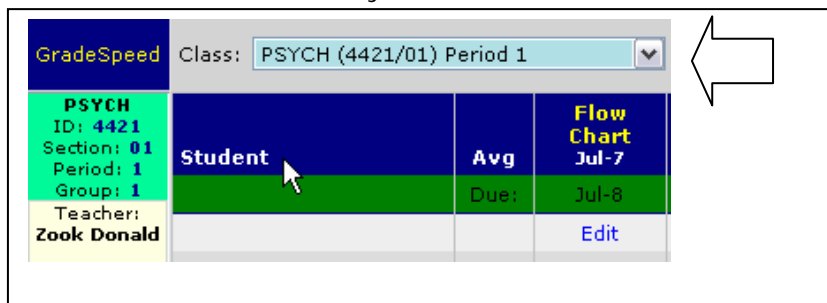 GradeSpeed
Class: PSYCH (4421/01) Period 1
PSYCH
ID: 4421
Section: 01
Period: 1
Group: 1
Teacher:
Zook Donald
Student
Avg
Flow
Chart
Jul-7
Due:
Jul-8
Edit